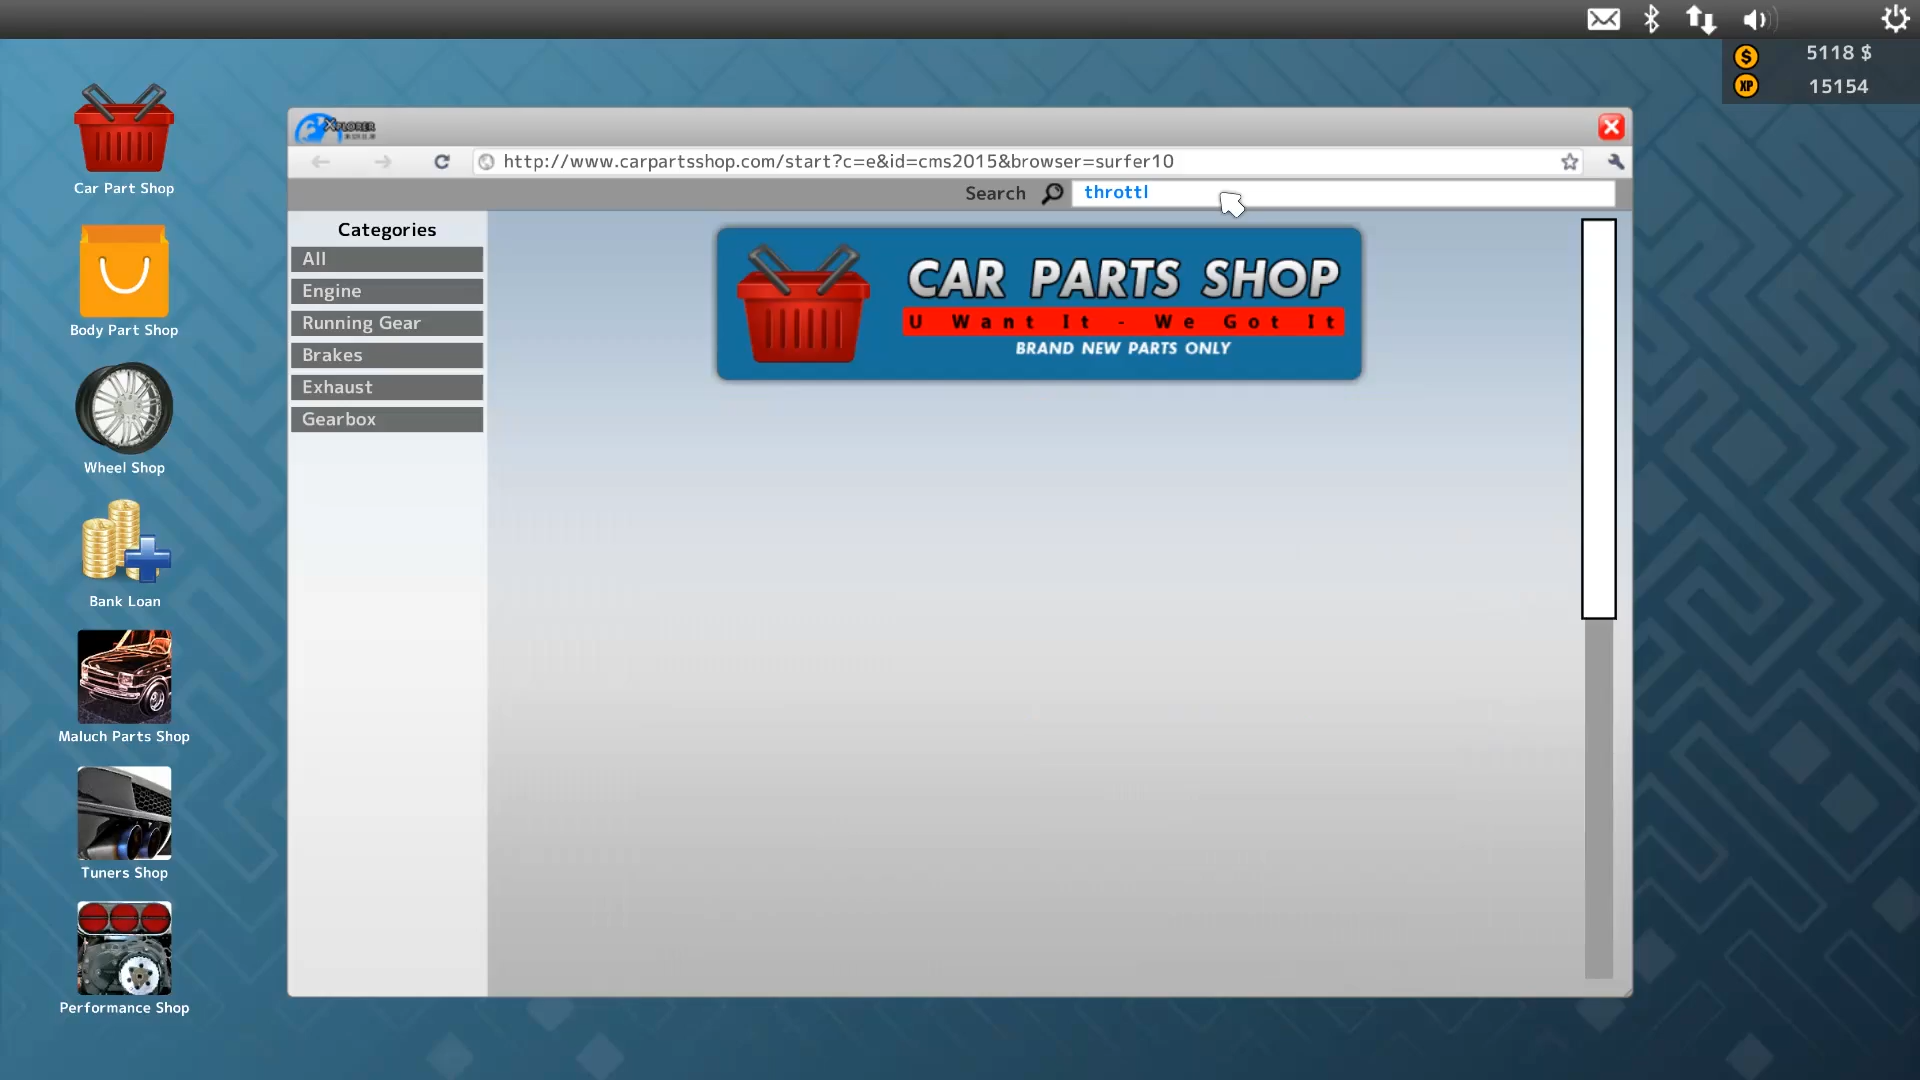 5118 $
XP 15154
Car Part Shop
Body Part Shop
Wheel Shop
Bank Loan
Maluch Parts Shop
Tuners Shop
Performance Shop
XPLORER
http://www.carpartsshop.com/start?c=e&id=cms2015&browser=surfer10
Search throttl
Categories
All
Engine
Running Gear
Brakes
Exhaust
Gearbox
CAR PARTS SHOP
U Want It - We Got It
BRAND NEW PARTS ONLY